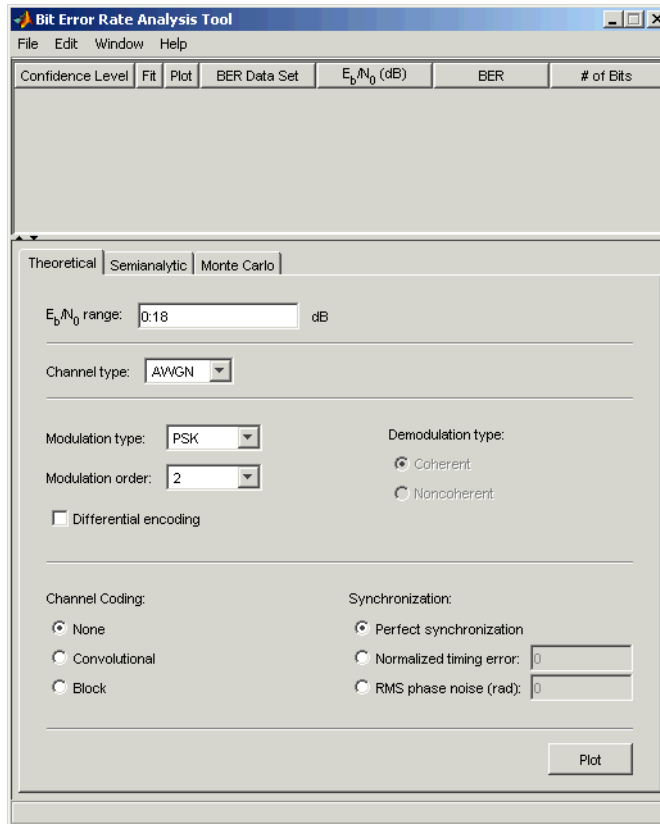 Bit Error Rate Analysis Tool
File Edit Window Help
Confidence Level Fit Plot BER Data Set Eb/N0 (dB) BER # of Bits
Theoretical Semianalytic Monte Carlo
Eb/N0 range: 0:18 dB
Channel type: AWGN
Modulation type: PSK Demodulation type:
Modulation order: 2 Coherent
Noncoherent
Differential encoding
Channel Coding: Synchronization:
None Perfect synchronization
Convolutional Normalized timing error: 0
Block RMS phase noise (rad): 0
Plot